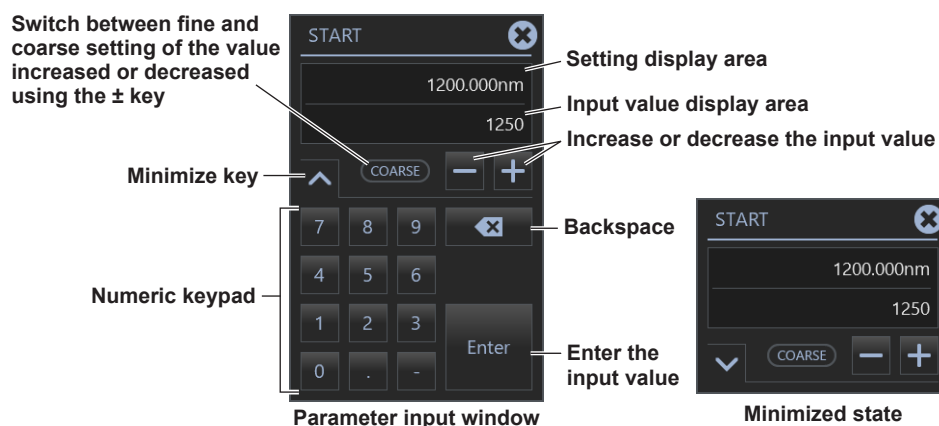 Switch between fine and
coarse setting of the value
increased or decreased
using the ± key
START
Setting display area
1200.000nm
Input value display area
1250
Increase or decrease the input value
Minimize key
COARSE
− +
7 8 9
Backspace
4 5 6
Numeric keypad
1 2 3
Enter
0 . -
Enter the
input value
Parameter input window
START
1200.000nm
1250
COARSE
− +
Minimized state